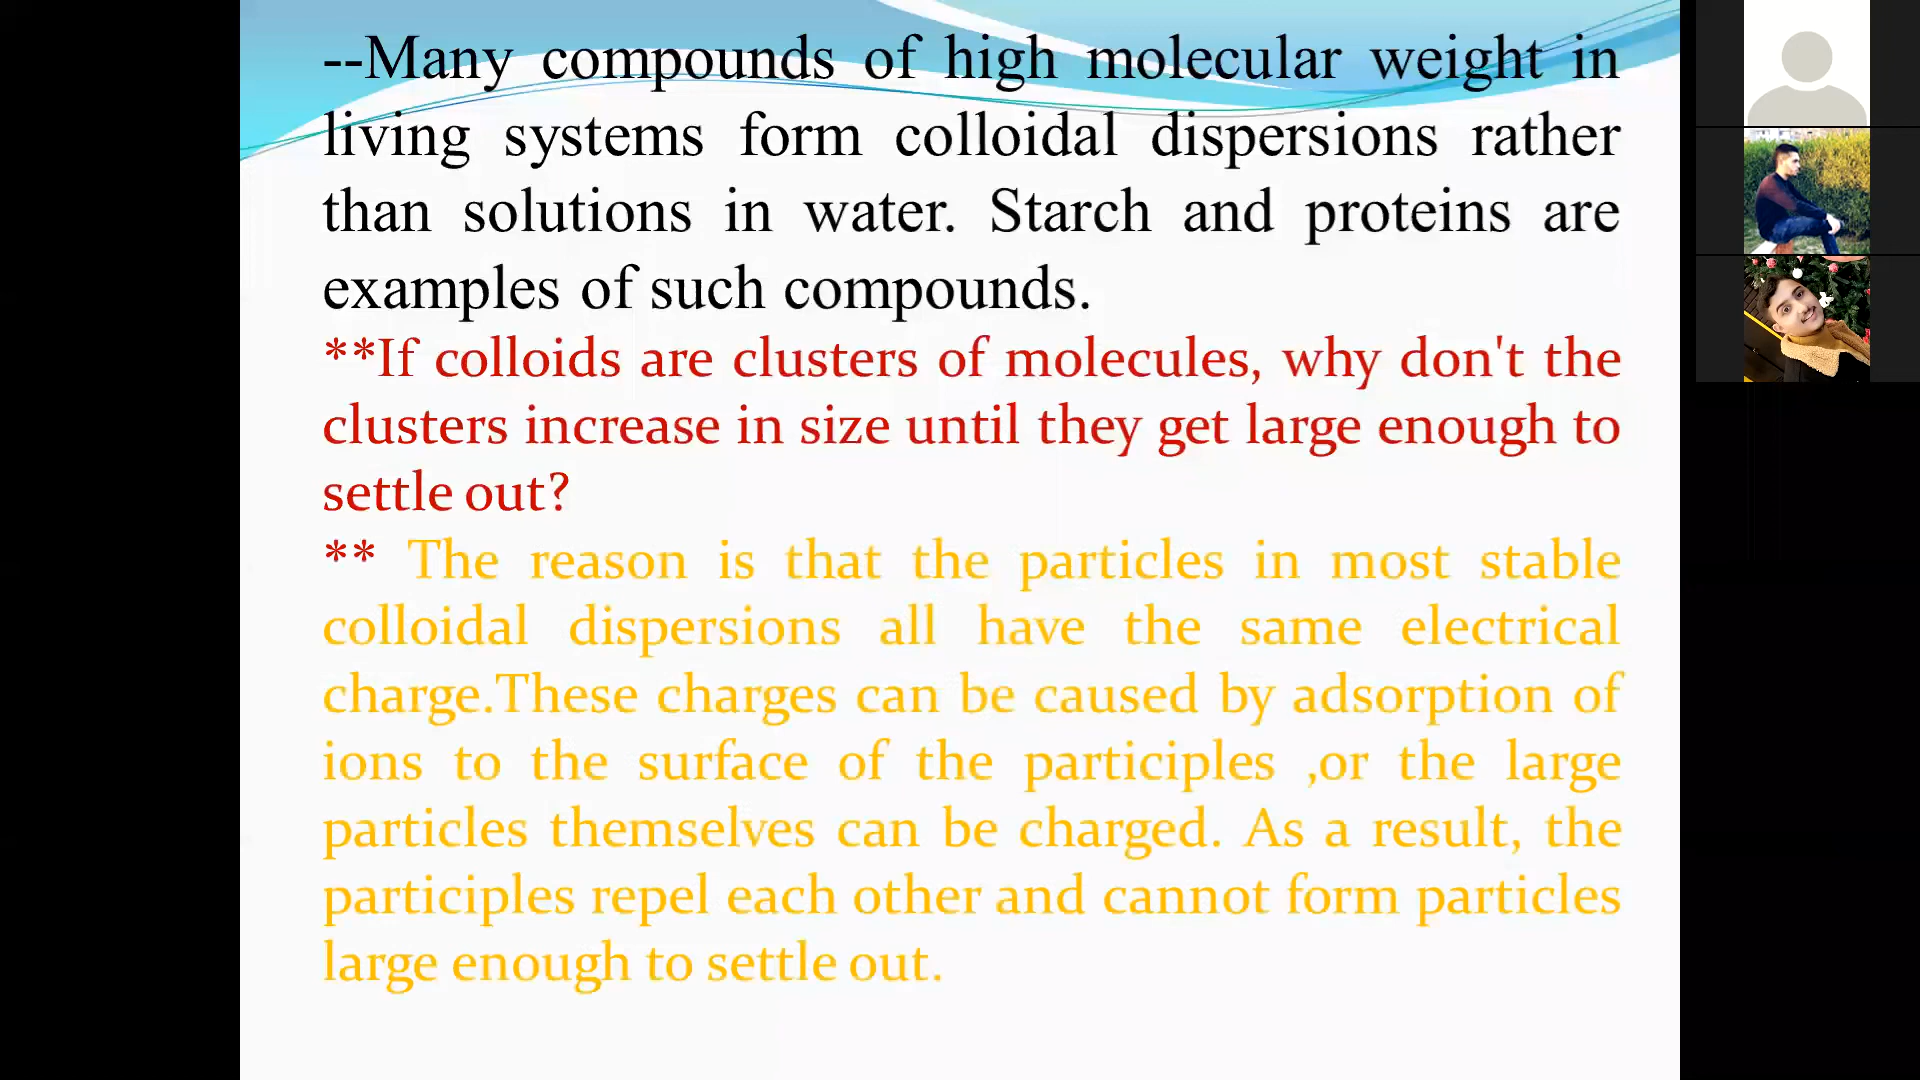 --Many compounds of high molecular weight in
living systems form colloidal dispersions rather
than solutions in water. Starch and proteins are
examples of such compounds.
**If colloids are clusters of molecules, why don't the
clusters increase in size until they get large enough to
settle out?
** The reason is that the particles in most stable
colloidal dispersions all have the same electrical
charge.These charges can be caused by adsorption of
ions to the surface of the participles ,or the large
particles themselves can be charged. As a result, the
participles repel each other and cannot form particles
large enough to settle out.